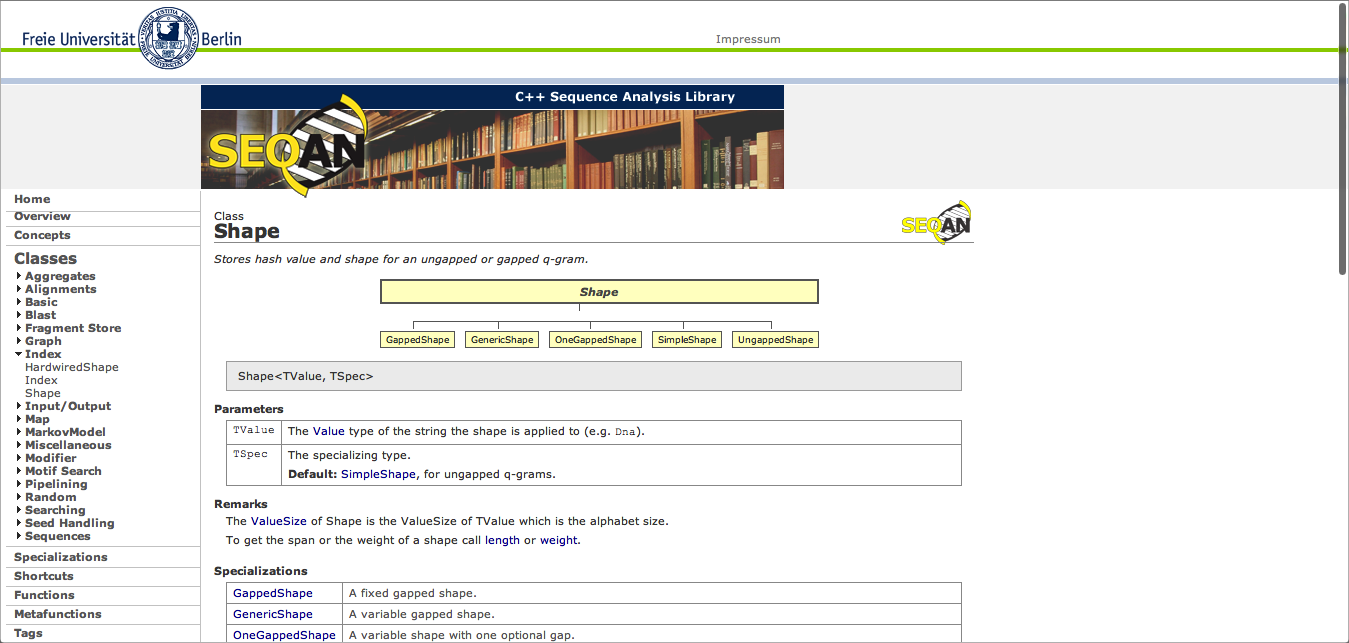 Freie Universität Berlin
Impressum
C++ Sequence Analysis Library
SEQAN
Home
Overview
Concepts
Classes
Aggregates
Alignments
Basic
Blast
Fragment Store
Graph
Index
HardwiredShape
Index
Shape
Input/Output
Map
MarkovModel
Miscellaneous
Modifier
Motif Search
Pipelining
Random
Searching
Seed Handling
Sequences
Specializations
Shortcuts
Functions
Metafunctions
Tags
Class
Shape
SEQAN
Stores hash value and shape for an ungapped or gapped q-gram.
Shape
GappedShape GenericShape OneGappedShape SimpleShape UngappedShape
Shape<TValue, TSpec>
Parameters
TValue The Value type of the string the shape is applied to (e.g. Dna).
TSpec The specializing type.
Default: SimpleShape, for ungapped q-grams.
Remarks
The ValueSize of Shape is the ValueSize of TValue which is the alphabet size.
To get the span or the weight of a shape call length or weight.
Specializations
GappedShape A fixed gapped shape.
GenericShape A variable gapped shape.
OneGappedShape A variable shape with one optional gap.